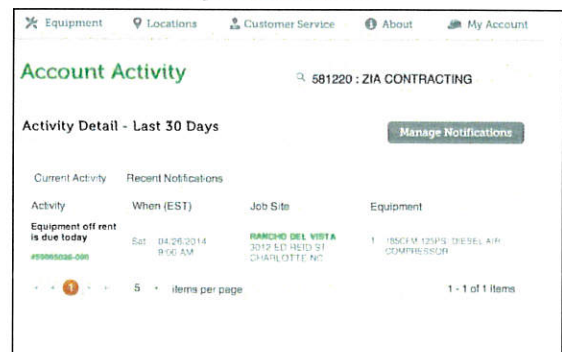 Equipment Locations Customer Service About My Account
Account Activity
581220 : ZIA CONTRACTING
Activity Detail - Last 30 Days
Manage Notifications
Current Activity Recent Notifications
Activity When (EST) Job Site Equipment
Equipment off rent
is due today
Sat 04/26/2014
9:00 AM
RANCHO DEL VISTA
3012 ED REID ST
CHARLOTTE NC
1 185CFM 125PSI DIESEL AIR
COMPRESSOR
1 5 items per page 1 - 1 of 1 items